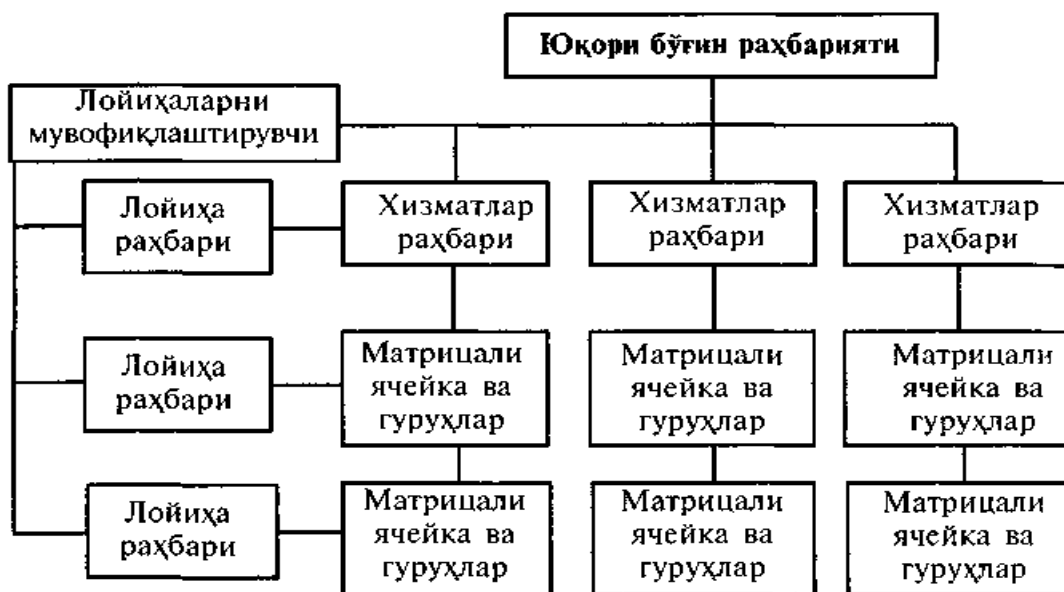 Юқори бўғин раҳбарияти
Лойиҳаларни
мувофиқлаштирувчи
Лойиҳа
раҳбари
Хизматлар
раҳбари
Хизматлар
раҳбари
Хизматлар
раҳбари
Лойиҳа
раҳбари
Матрицали
ячейка ва
гуруҳлар
Матрицали
ячейка ва
гуруҳлар
Матрицали
ячейка ва
гуруҳлар
Лойиҳа
раҳбари
Матрицали
ячейка ва
гуруҳлар
Матрицали
ячейка ва
гуруҳлар
Матрицали
ячейка ва
гуруҳлар